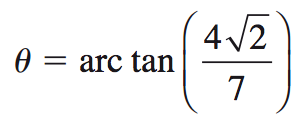 θ = arc tan(4√2/7)